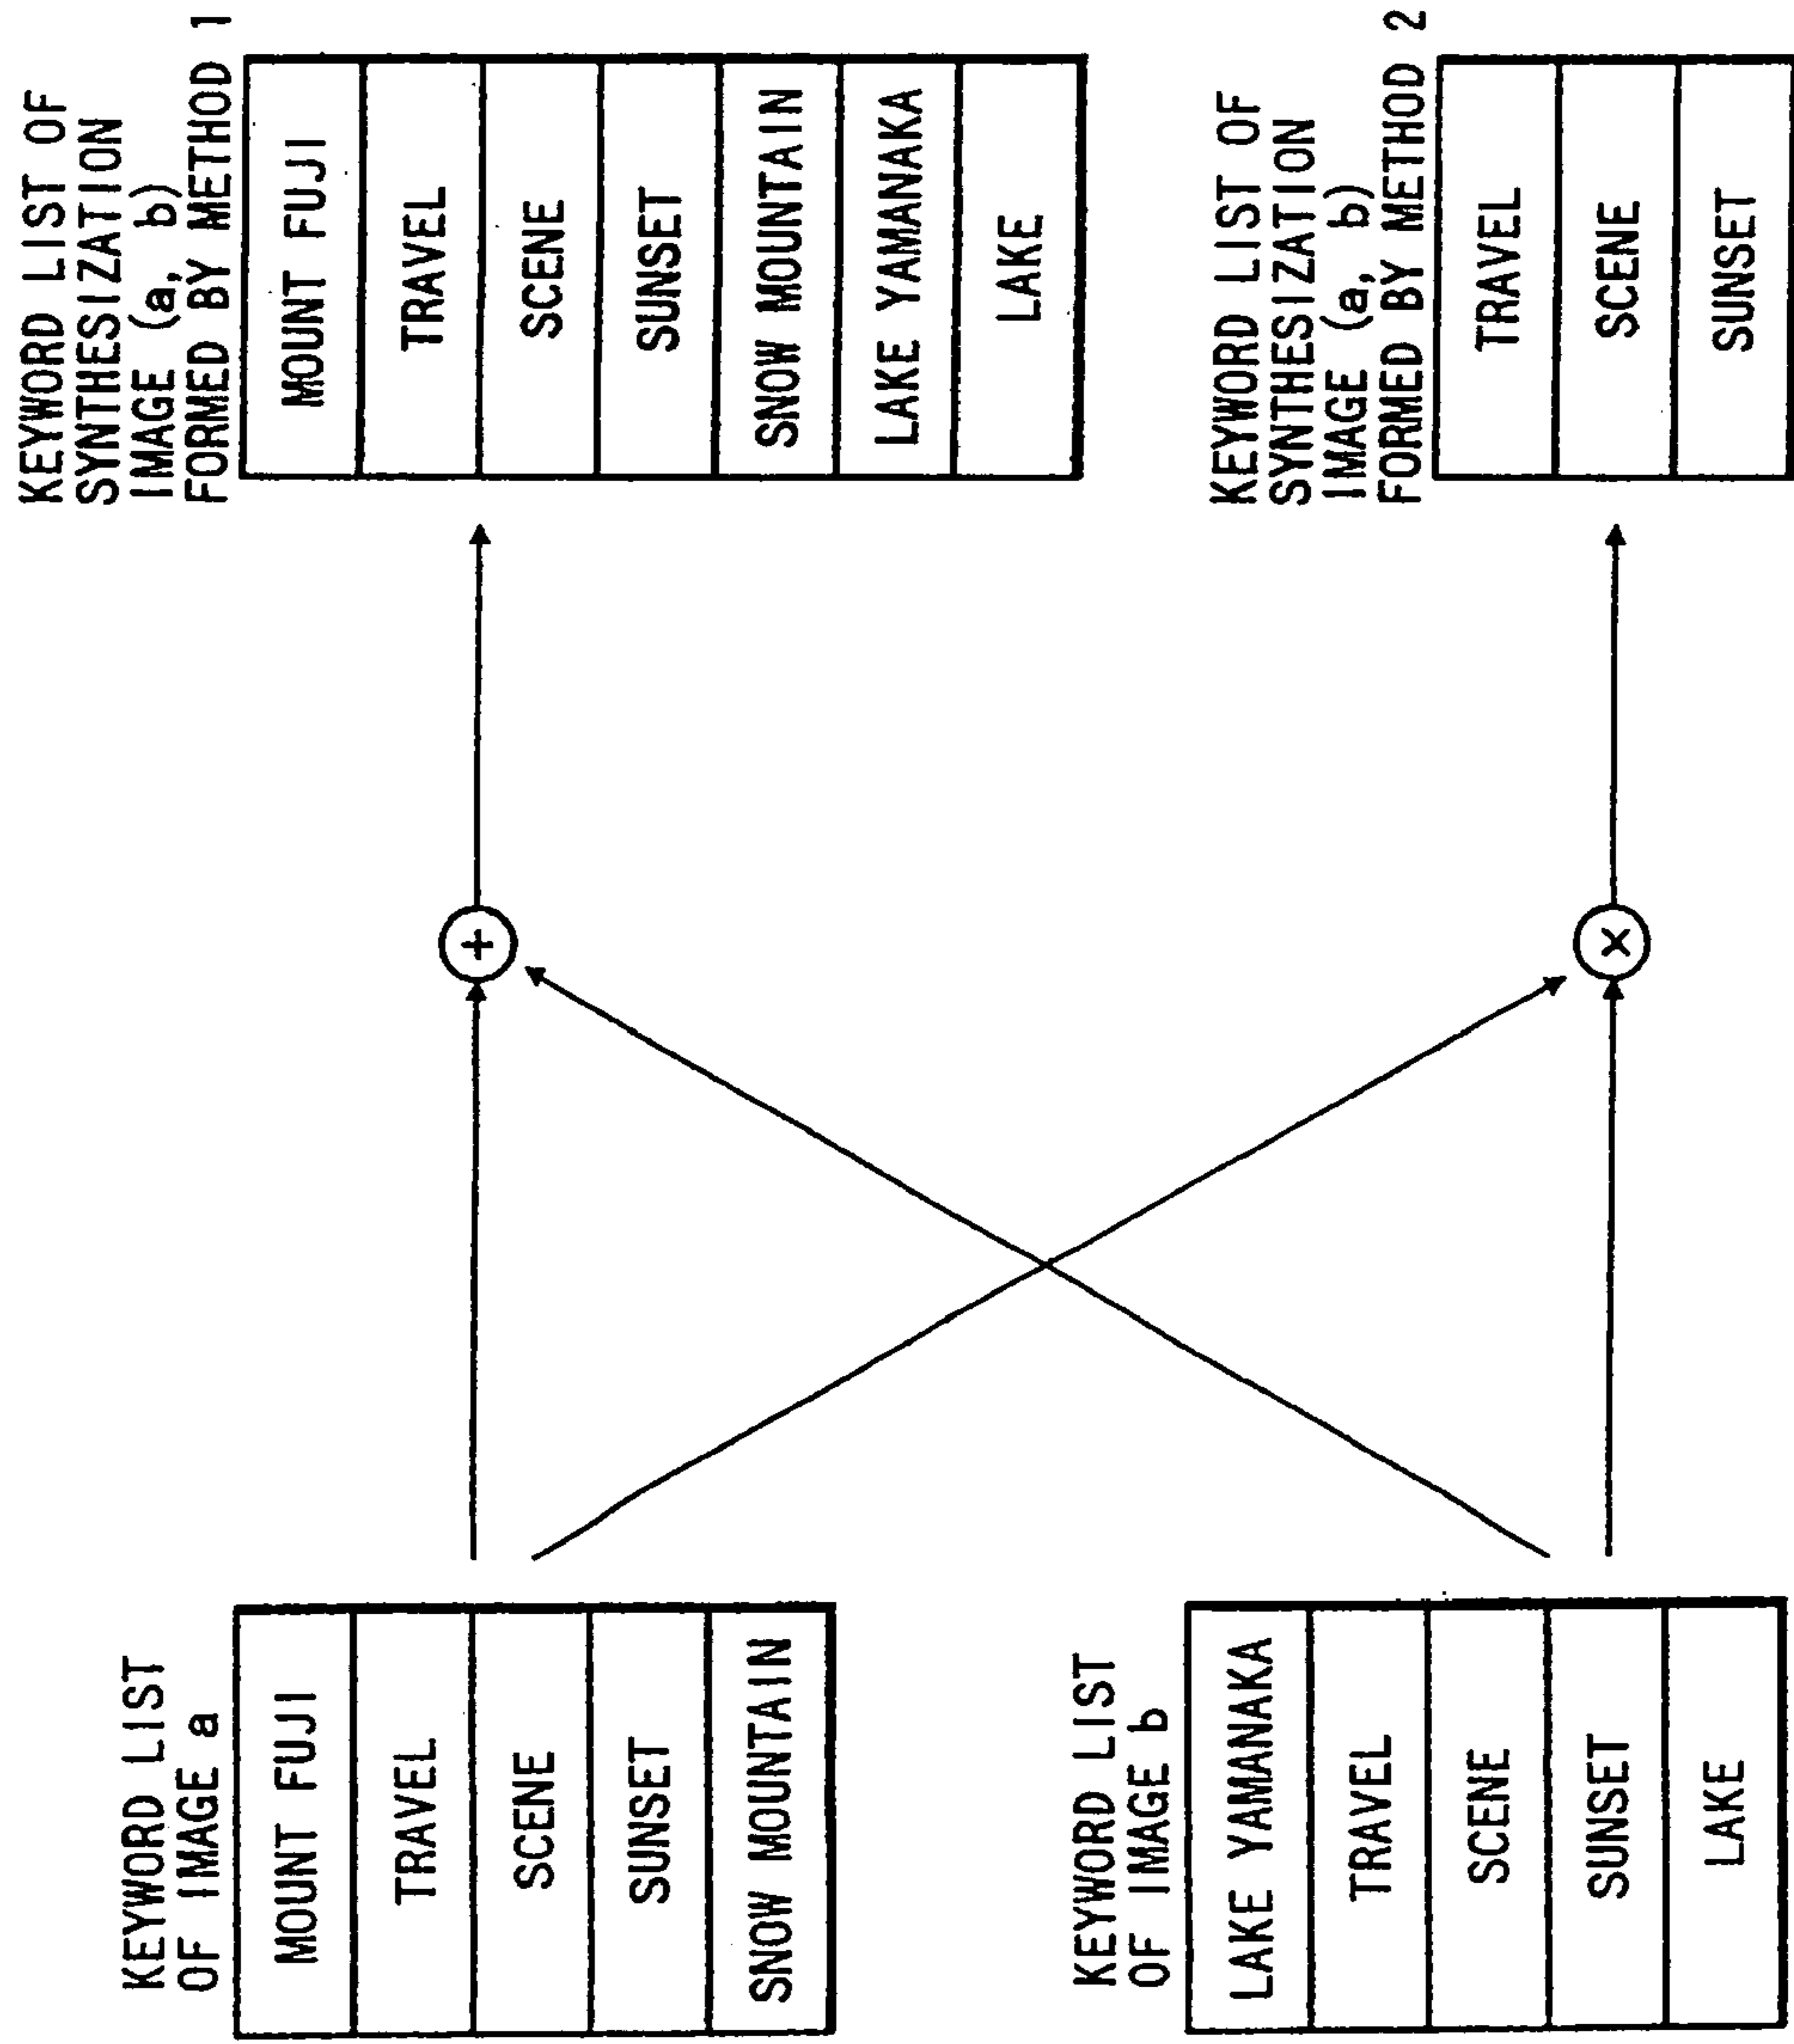 KEYWORD LIST
OF IMAGE a
MOUNT FUJI
TRAVEL
SCENE
SUNSET
SNOW MOUNTAIN
KEYWORD LIST
OF IMAGE b
LAKE YAMANAKA
TRAVEL
SCENE
SUNSET
LAKE
+
×
KEYWORD LIST OF
SYNTHESIZATION
IMAGE (a, b)
FORMED BY METHOD 1
MOUNT FUJI
TRAVEL
SCENE
SUNSET
SNOW MOUNTAIN
LAKE YAMANAKA
LAKE
KEYWORD LIST OF
SYNTHESIZATION
IMAGE (a, b)
FORMED BY METHOD 2
TRAVEL
SCENE
SUNSET